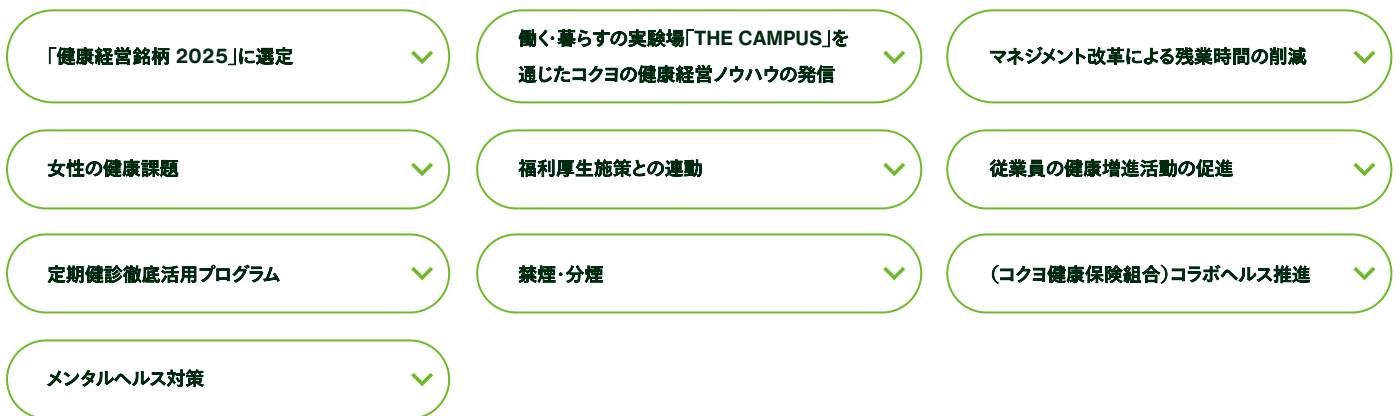 「健康経営銘柄 2025」に選定
働く・暮らすの実験場「THE CAMPUS」を
通じたコクヨの健康経営ノウハウの発信
マネジメント改革による残業時間の削減
女性の健康課題
福利厚生施策との連動
従業員の健康増進活動の促進
定期健診徹底活用プログラム
禁煙・分煙
（コクヨ健康保険組合）コラボヘルス推進
メンタルヘルス対策